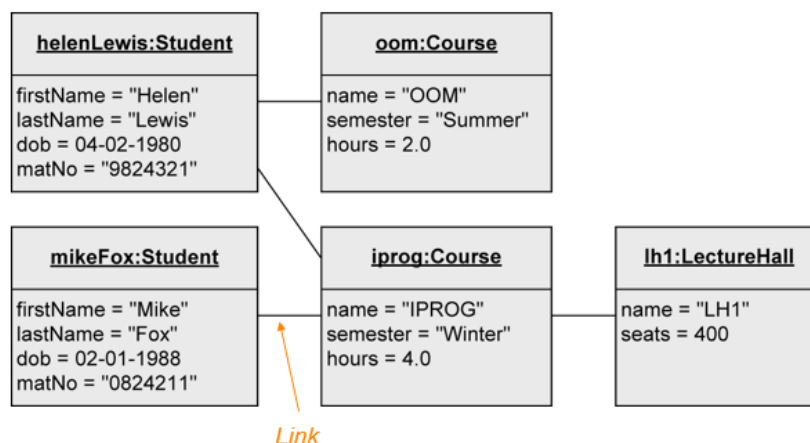 helenLewis:Student
firstName = "Helen"
lastName = "Lewis"
dob = 04-02-1980
matNo = "9824321"
oom:Course
name = "OOM"
semester = "Summer"
hours = 2.0
mikeFox:Student
firstName = "Mike"
lastName = "Fox"
dob = 02-01-1988
matNo = "0824211"
iprog:Course
name = "IPROG"
semester = "Winter"
hours = 4.0
lh1:LectureHall
name = "LH1"
seats = 400
Link